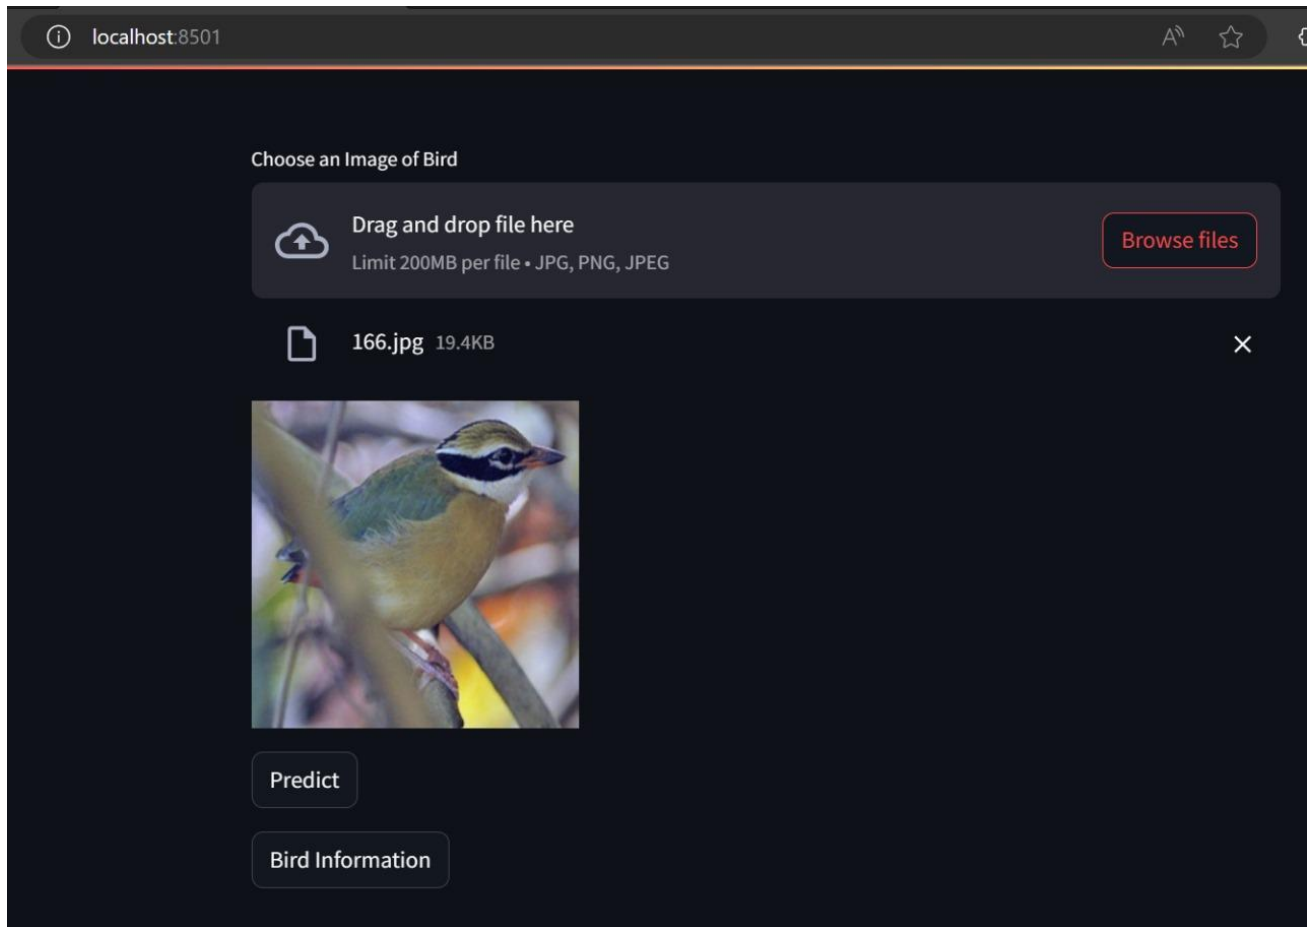 localhost:8501
Choose an Image of Bird
Drag and drop file here
Limit 200MB per file • JPG, PNG, JPEG
Browse files
166.jpg 19.4KB
Predict
Bird Information